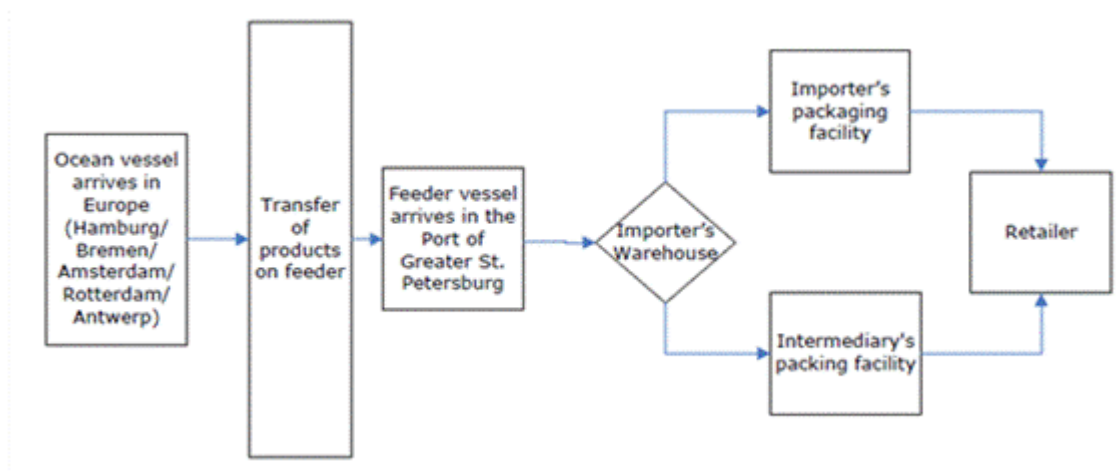 Ocean vessel
arrives in
Europe
(Hamburg/
Bremen/
Amsterdam/
Rotterdam/
Antwerp)
Transfer
of
products
on feeder
Feeder vessel
arrives in the
Port of
Greater St.
Petersburg
Importer's
Warehouse
Importer's
packaging
facility
Intermediary's
packing facility
Retailer